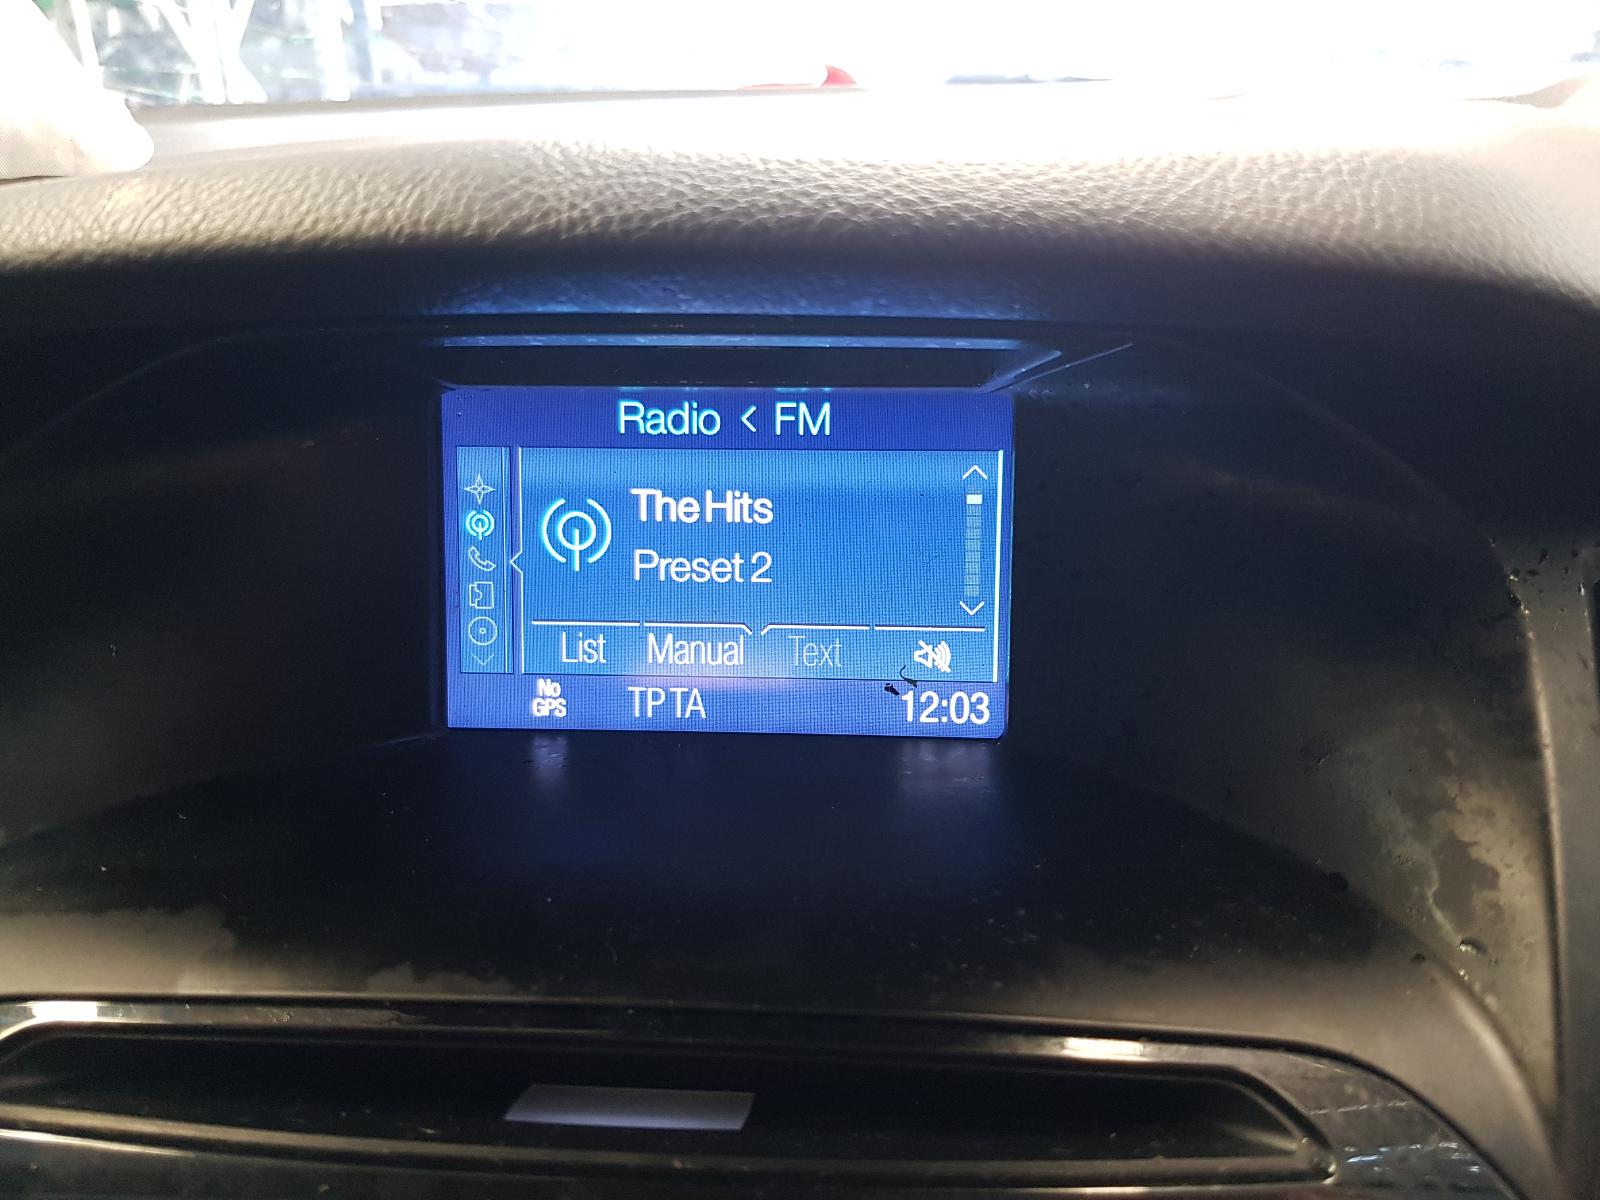 Radio < FM
The Hits
Preset 2
List Manual Text
No
GPS
TP TA 12:03